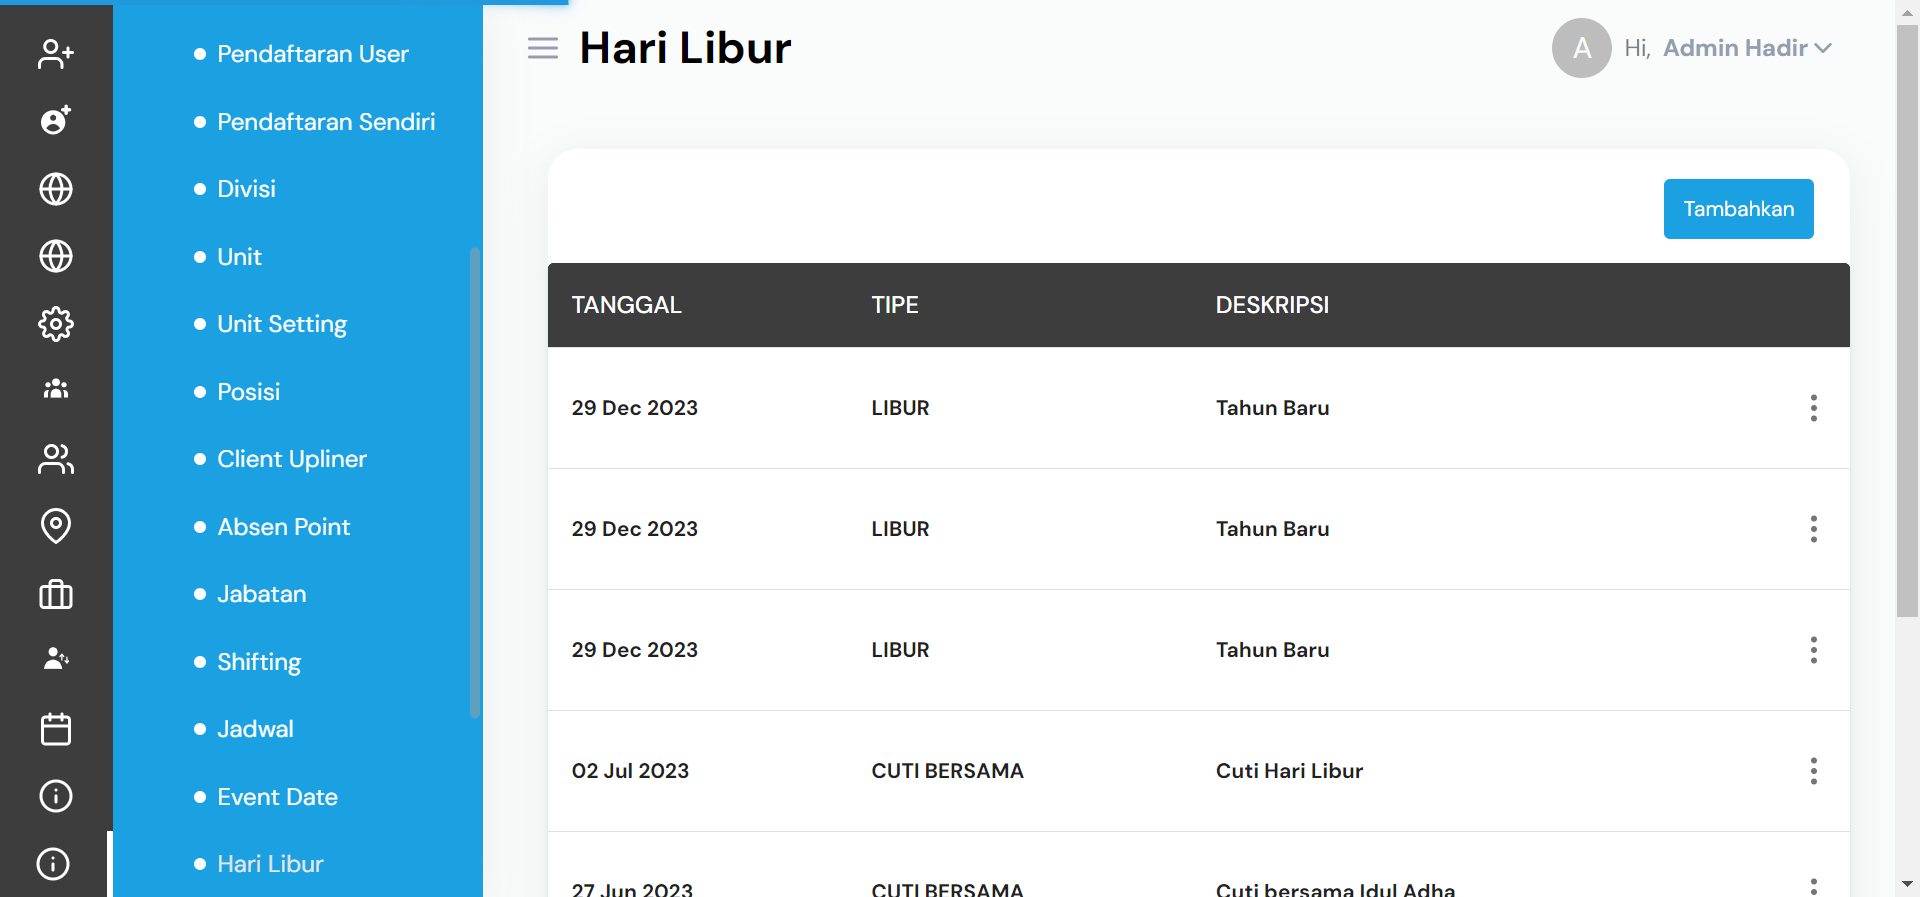 Pendaftaran User
Pendaftaran Sendiri
Divisi
Unit
Unit Setting
Posisi
Client Upliner
Absen Point
Jabatan
Shifting
Jadwal
Event Date
Hari Libur
Hari Libur
A Hi, Admin Hadir
Tambahkan
TANGGAL TIPE DESKRIPSI
29 Dec 2023 LIBUR Tahun Baru
29 Dec 2023 LIBUR Tahun Baru
29 Dec 2023 LIBUR Tahun Baru
02 Jul 2023 CUTI BERSAMA Cuti Hari Libur
27 Jun 2023 CUTI BERSAMA Cuti bersama Idul Adha